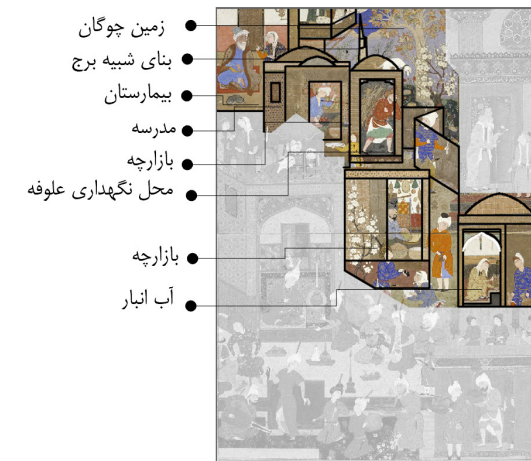 زمین چوگان
بنای شبیه برج
بیمارستان
مدرسه
بازارچه
محل نگهداری علوفه
بازارچه
آب انبار